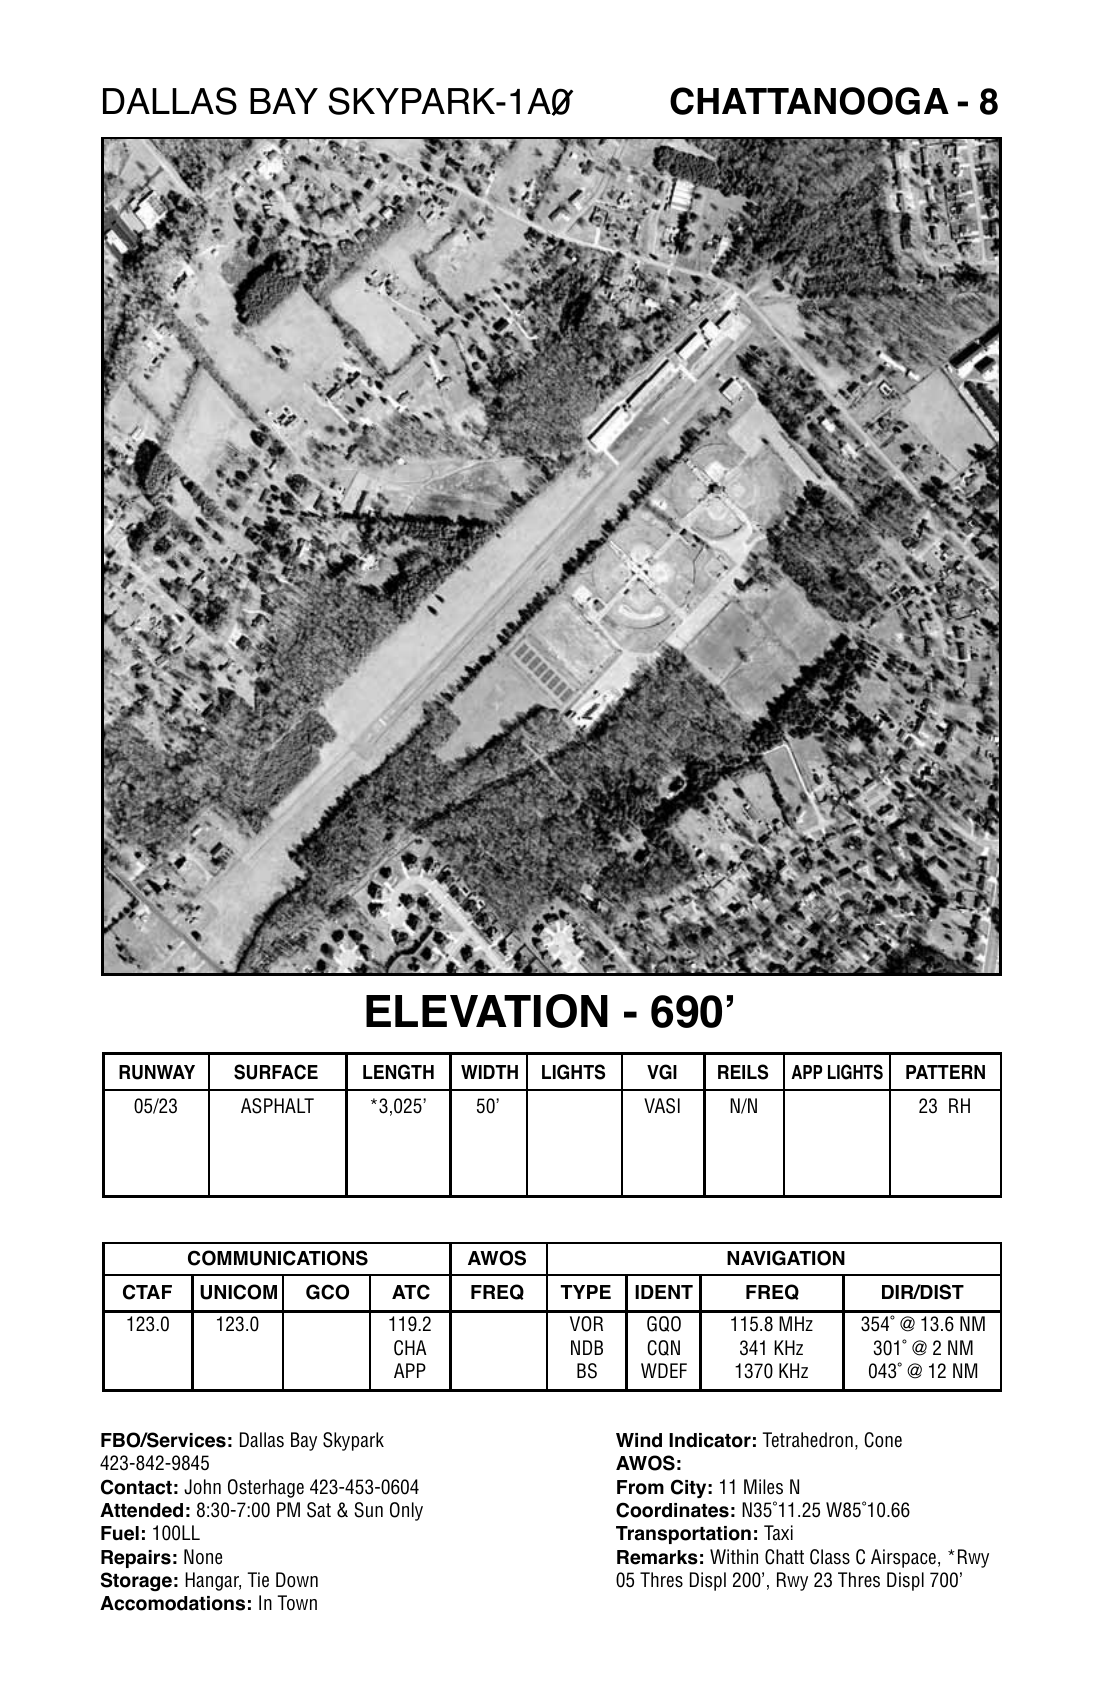 DALLAS BAY SKYPARK-1AØ CHATTANOOGA - 8
ELEVATION - 690’
RUNWAY SURFACE LENGTH WIDTH LIGHTS VGI REILS APP LIGHTS PATTERN
05/23 ASPHALT *3,025’ 50’ VASI N/N 23 RH
COMMUNICATIONS AWOS NAVIGATION
CTAF UNICOM GCO ATC FREQ TYPE IDENT FREQ DIR/DIST
123.0 123.0 119.2 VOR GQO 115.8 MHz 354˚ @ 13.6 NM
CHA NDB CQN 341 KHz 301˚ @ 2 NM
APP BS WDEF 1370 KHz 043˚ @ 12 NM
FBO/Services: Dallas Bay Skypark
423-842-9845
Contact: John Osterhage 423-453-0604
Attended: 8:30-7:00 PM Sat & Sun Only
Fuel: 100LL
Repairs: None
Storage: Hangar, Tie Down
Accomodations: In Town
Wind Indicator: Tetrahedron, Cone
AWOS:
From City: 11 Miles N
Coordinates: N35˚11.25 W85˚10.66
Transportation: Taxi
Remarks: Within Chatt Class C Airspace, *Rwy
05 Thres Displ 200’, Rwy 23 Thres Displ 700’